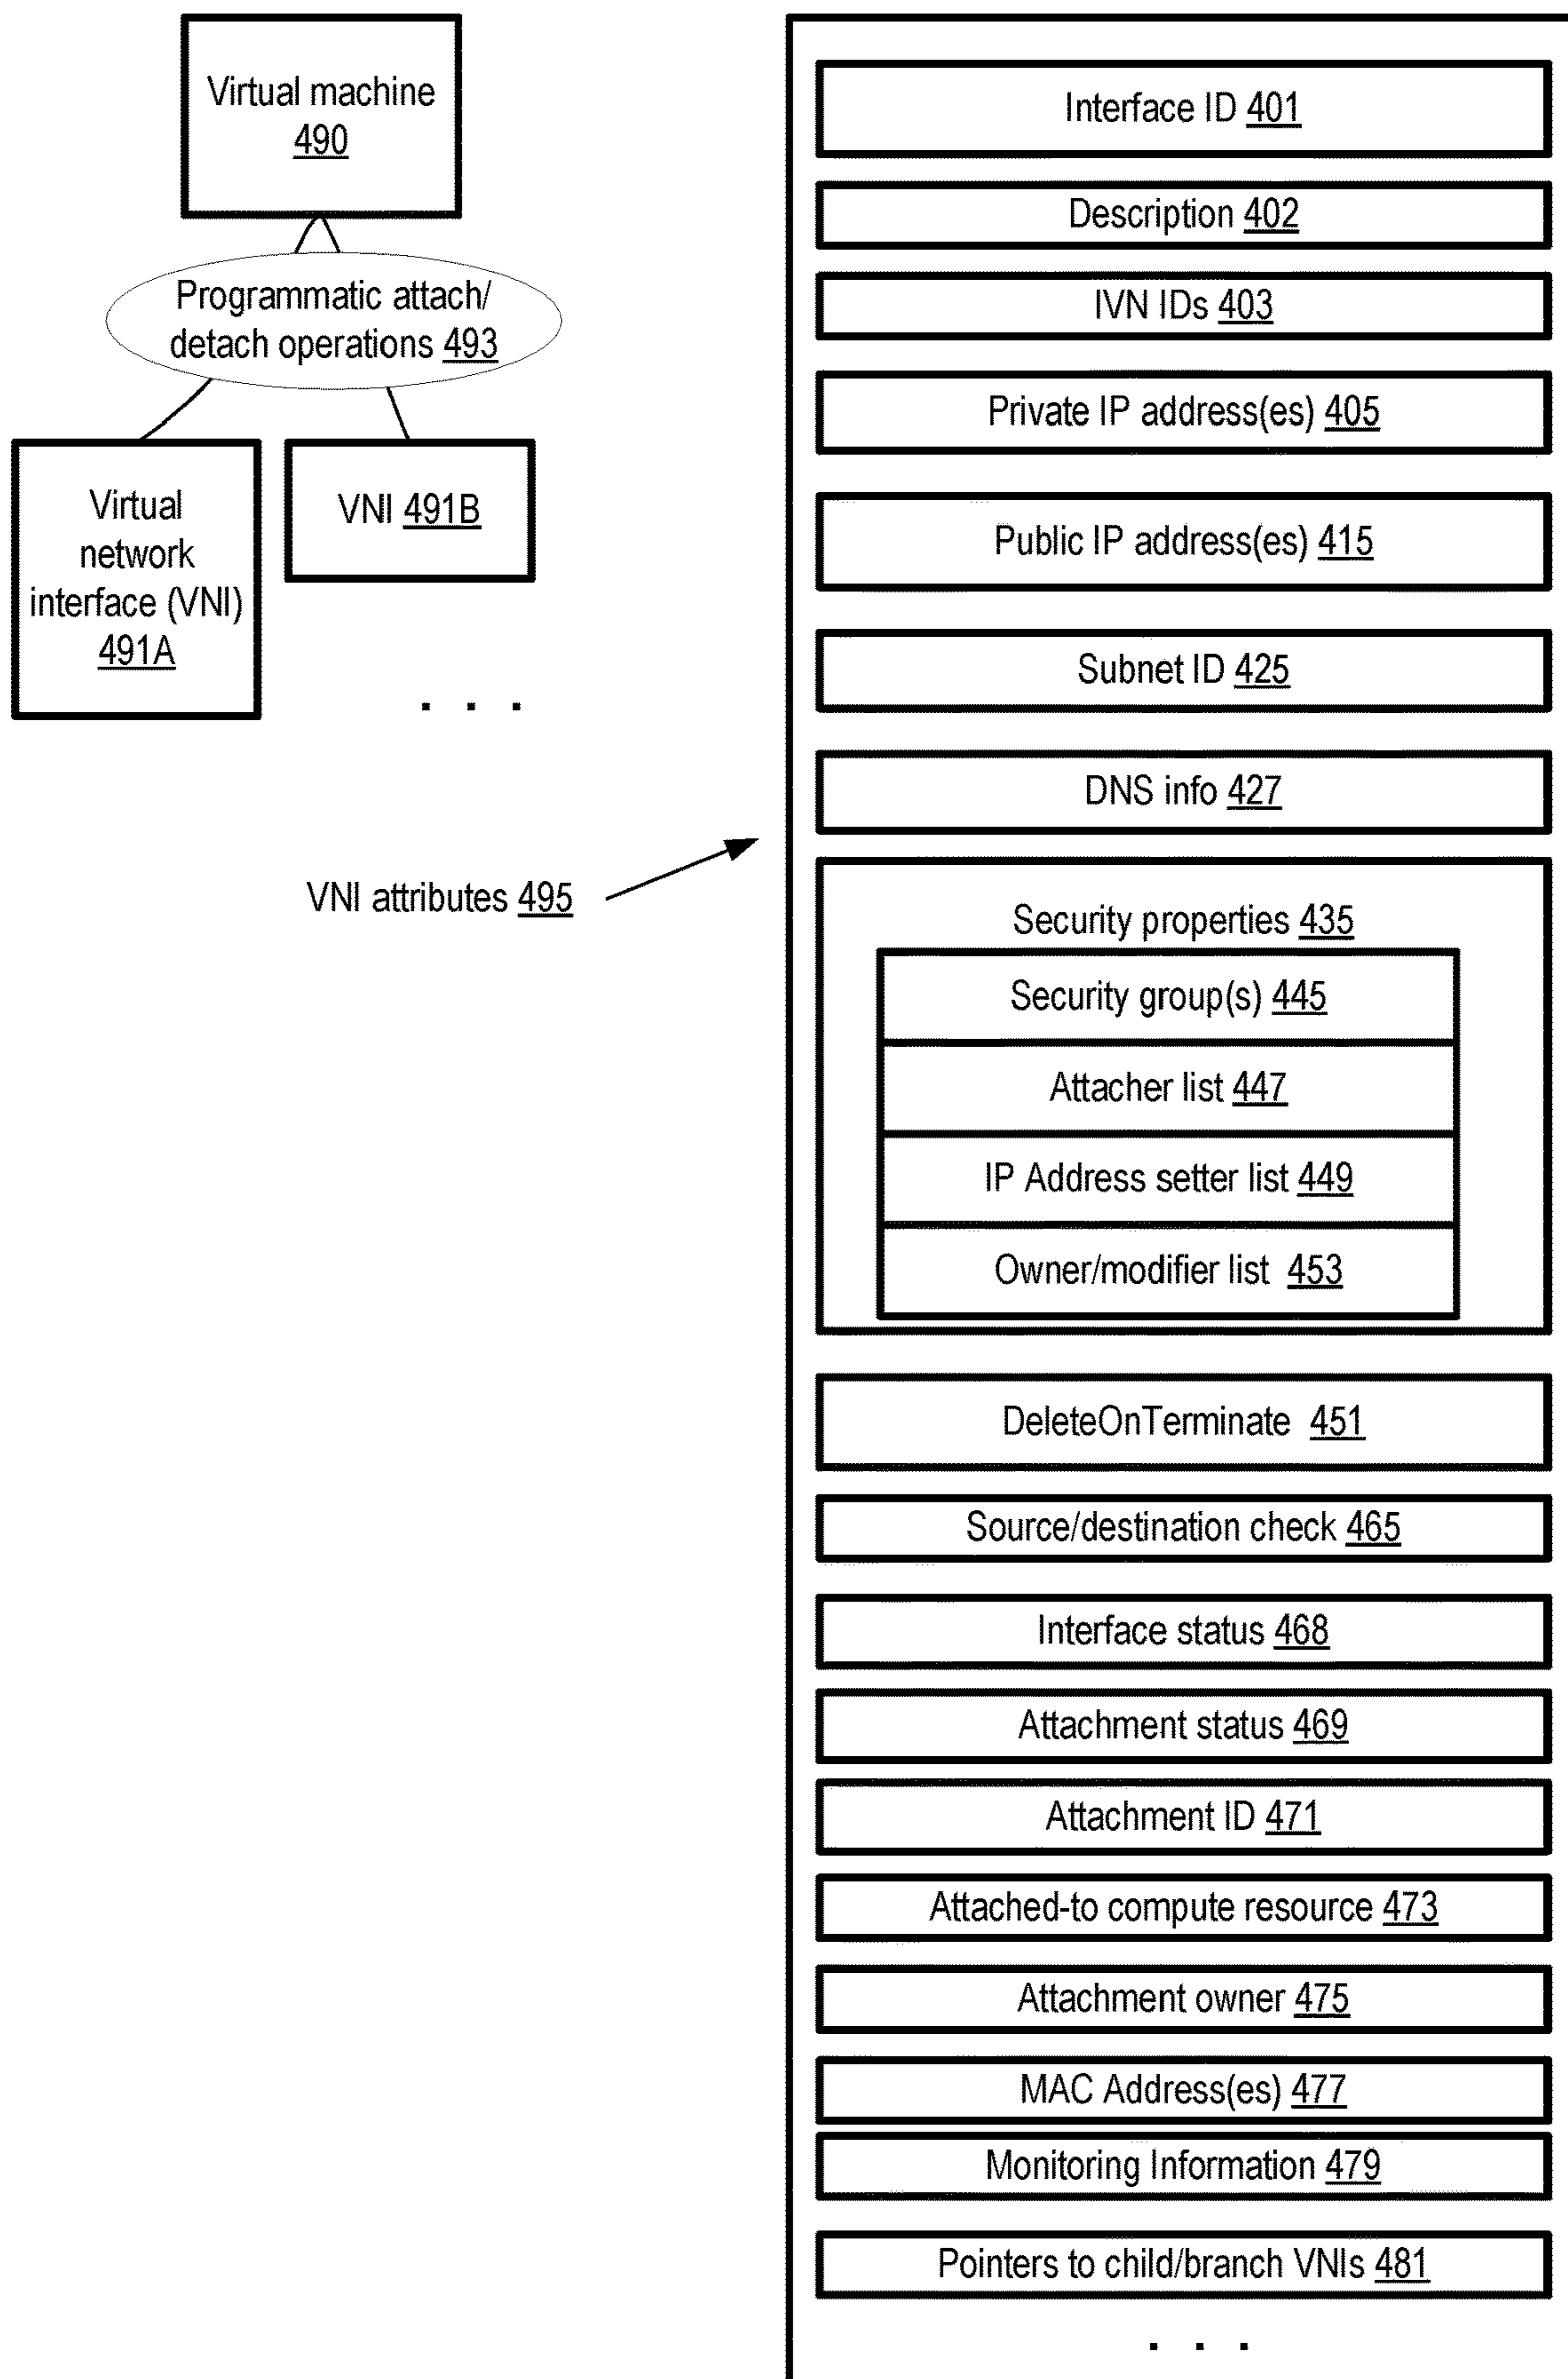 Virtual machine
490
Programmatic attach/
detach operations 493
Virtual
network
interface (VNI)
491A
VNI 491B
. . .
VNI attributes 495
Interface ID 401
Description 402
IVN IDs 403
Private IP address(es) 405
Public IP address(es) 415
Subnet ID 425
DNS info 427
Security properties 435
Security group(s) 445
Attacher list 447
IP Address setter list 449
Owner/modifier list 453
DeleteOnTerminate 451
Source/destination check 465
Interface status 468
Attachment status 469
Attachment ID 471
Attached-to compute resource 473
Attachment owner 475
MAC Address(es) 477
Monitoring Information 479
Pointers to child/branch VNIs 481
. . .